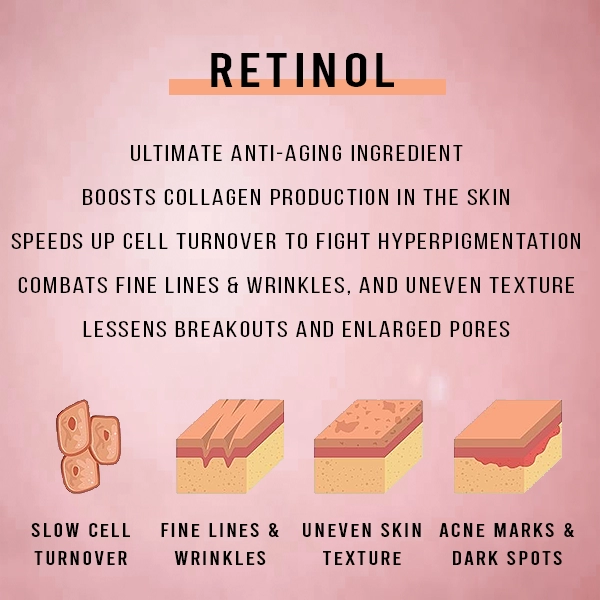 RETINOL
ULTIMATE ANTI-AGING INGREDIENT
BOOSTS COLLAGEN PRODUCTION IN THE SKIN
SPEEDS UP CELL TURNOVER TO FIGHT HYPERPIGMENTATION
COMBATS FINE LINES & WRINKLES, AND UNEVEN TEXTURE
LESSENS BREAKOUTS AND ENLARGED PORES
SLOW CELL
TURNOVER
FINE LINES &
WRINKLES
UNEVEN SKIN
TEXTURE
ACNE MARKS &
DARK SPOTS